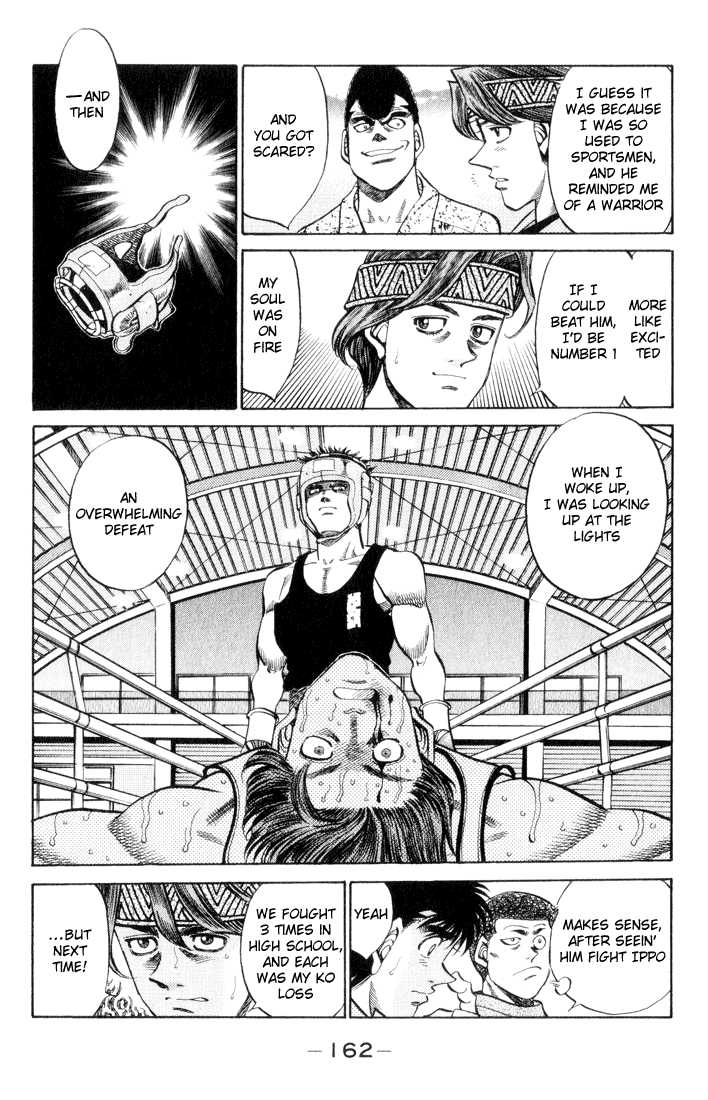 I GUESS IT
WAS BECAUSE
I WAS SO
USED TO
SPORTSMEN,
AND HE
REMINDED ME
OF A WARRIOR
AND
YOU GOT
SCARED?
MORE
LIKE
EXCI-
TED
IF I
COULD
BEAT HIM,
I'D BE
NUMBER 1
MY
SOUL
WAS
ON
FIRE
—AND
THEN
WHEN I
WOKE UP,
I WAS LOOKING
UP AT THE
LIGHTS
AN
OVERWHELMING
DEFEAT
MAKES SENSE,
AFTER SEEIN'
HIM FIGHT IPPO
YEAH
WE FOUGHT
3 TIMES IN
HIGH SCHOOL,
AND EACH
WAS MY KO
LOSS
...BUT
NEXT
TIME!
—162—